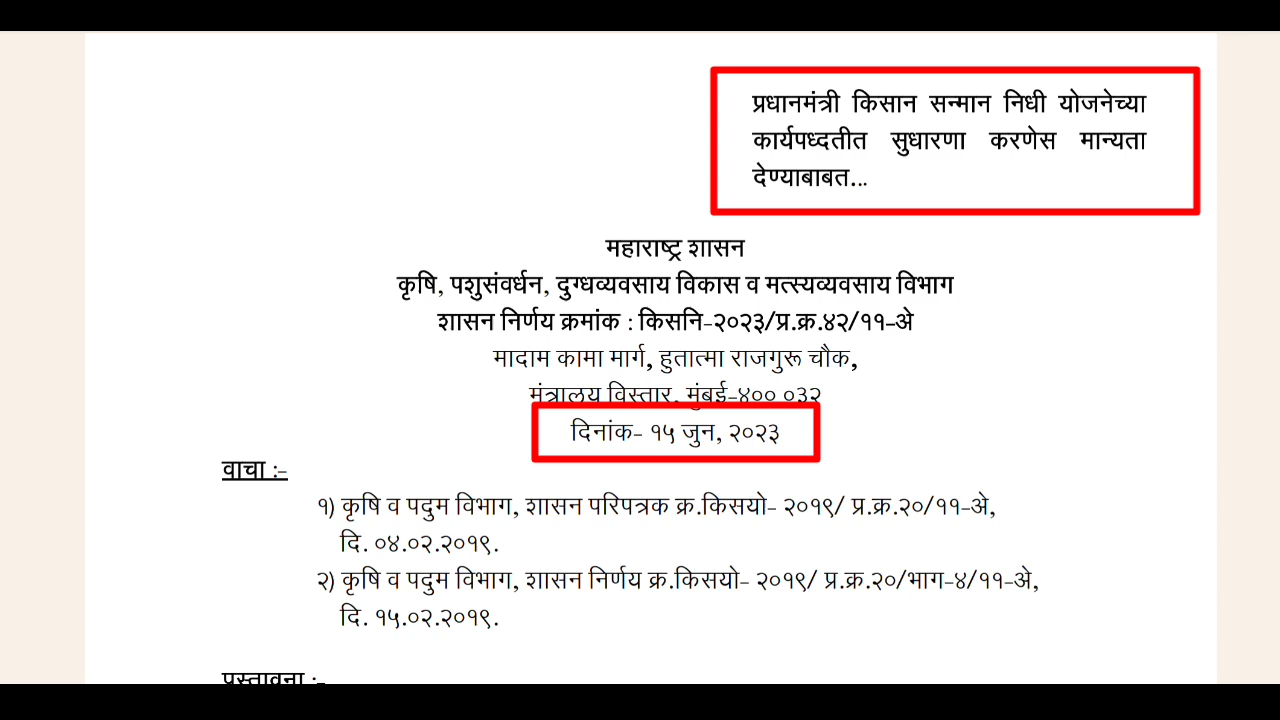 प्रधानमंत्री किसान सन्मान निधी योजनेच्या
कार्यपध्दतीत सुधारणा करणेस मान्यता
देण्याबाबत...
महाराष्ट्र शासन
कृषि, पशुसंवर्धन, दुग्धव्यवसाय विकास व मत्स्यव्यवसाय विभाग
शासन निर्णय क्रमांक : किसनि-२०२३/प्र.क्र.४२/११-अे
मादाम कामा मार्ग, हुतात्मा राजगुरू चौक,
मंत्रालय विस्तार, मुंबई-४०० ०३२
दिनांक- १५ जुन, २०२३
वाचा :-
१) कृषि व पदुम विभाग, शासन परिपत्रक क्र.किसयो- २०१९/ प्र.क्र.२०/११-अे,
दि. ०४.०२.२०१९.
२) कृषि व पदुम विभाग, शासन निर्णय क्र.किसयो- २०१९/ प्र.क्र.२०/भाग-४/११-अे,
दि. १५.०२.२०१९.
प्रस्तावना :-